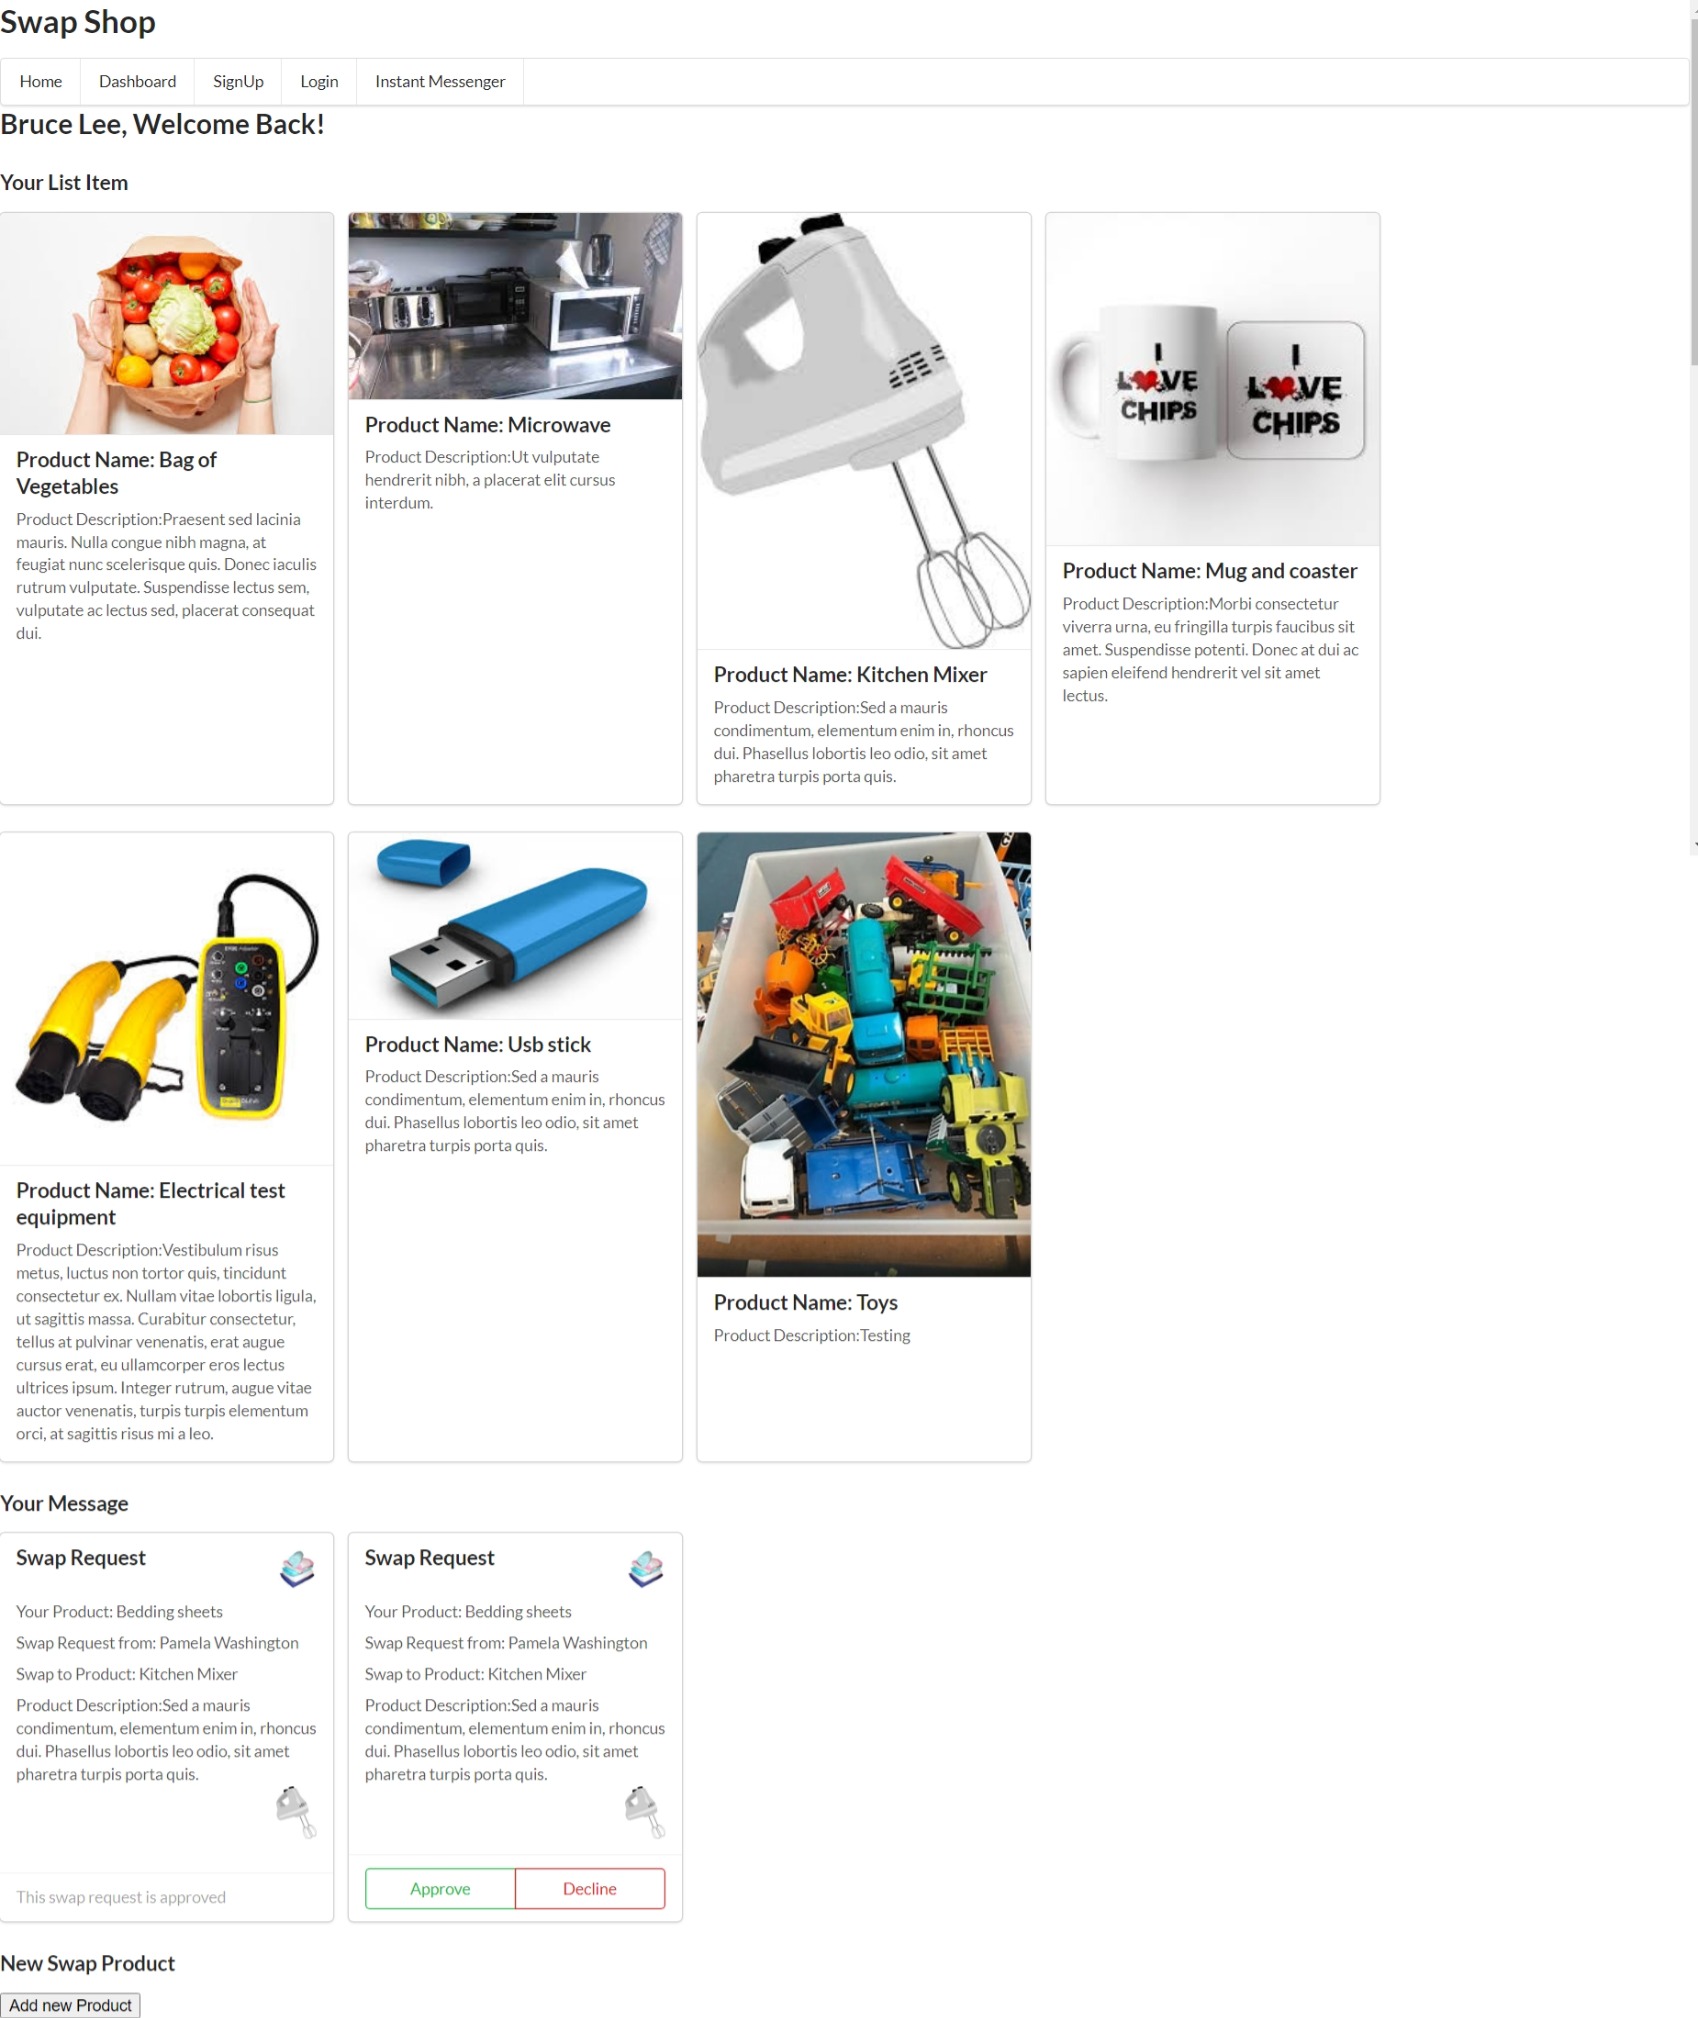 Swap Shop
Home
Dashboard
SignUp
Login
Instant Messenger
Bruce Lee, Welcome Back!
Your List Item
Product Name: Bag of
Vegetables
Product Description:Praesent sed lacinia
mauris. Nulla congue nibh magna, at
feugiat nunc scelerisque quis. Donec iaculis
rutrum vulputate. Suspendisse lectus sem,
vulputate ac lectus sed, placerat consequat
dui.
Product Name: Microwave
Product Description:Ut vulputate
hendrerit nibh, a placerat elit cursus
interdum.
Product Name: Kitchen Mixer
Product Description:Sed a mauris
condimentum, elementum enim in, rhoncus
dui. Phasellus lobortis leo odio, sit amet
pharetra turpis porta quis.
I
LOVE
CHIPS
I
LOVE
CHIPS
Product Name: Mug and coaster
Product Description:Morbi consectetur
viverra urna, eu fringilla turpis faucibus sit
amet. Suspendisse potenti. Donec at dui ac
sapien eleifend hendrerit vel sit amet
lectus.
Product Name: Electrical test
equipment
Product Description:Vestibulum risus
metus, luctus non tortor quis, tincidunt
consectetur ex. Nullam vitae lobortis ligula,
ut sagittis massa. Curabitur consectetur,
tellus at pulvinar venenatis, erat augue
cursus erat, eu ullamcorper eros lectus
ultrices ipsum. Integer rutrum, augue vitae
auctor venenatis, turpis turpis elementum
orci, at sagittis risus mi a leo.
Product Name: Usb stick
Product Description:Sed a mauris
condimentum, elementum enim in, rhoncus
dui. Phasellus lobortis leo odio, sit amet
pharetra turpis porta quis.
Product Name: Toys
Product Description:Testing
Your Message
Swap Request
Your Product: Bedding sheets
Swap Request from: Pamela Washington
Swap to Product: Kitchen Mixer
Product Description:Sed a mauris
condimentum, elementum enim in, rhoncus
dui. Phasellus lobortis leo odio, sit amet
pharetra turpis porta quis.
This swap request is approved
Swap Request
Your Product: Bedding sheets
Swap Request from: Pamela Washington
Swap to Product: Kitchen Mixer
Product Description:Sed a mauris
condimentum, elementum enim in, rhoncus
dui. Phasellus lobortis leo odio, sit amet
pharetra turpis porta quis.
Approve
Decline
New Swap Product
Add new Product